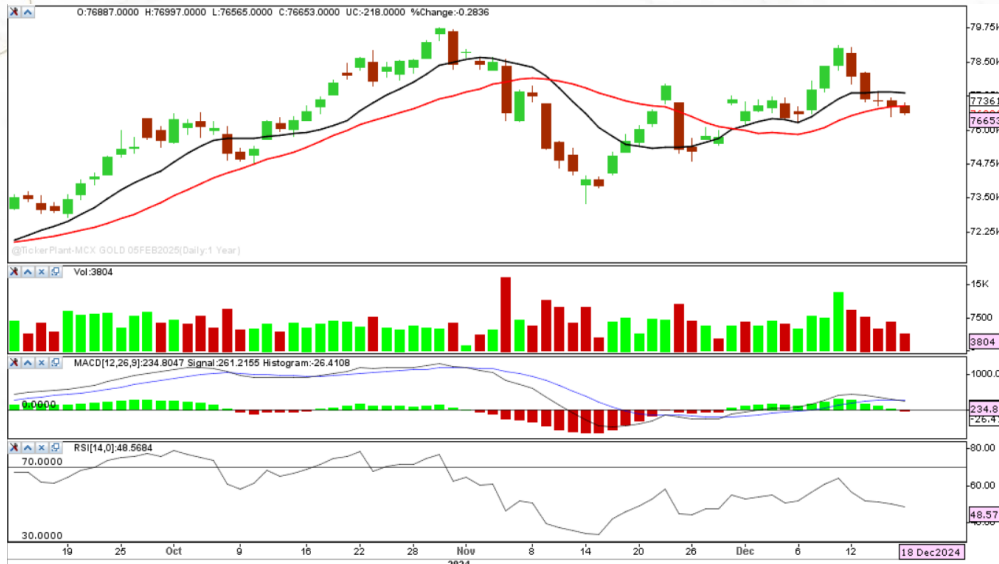 O:76887.0000 H:76997.0000 L:76565.0000 C:76653.0000 UC:-218.0000 %Change:-0.2836
79.75K
78.50K
7736
76653
76.00K
74.75K
73.50K
72.25K
@TickerPlant-MCX GOLD 05FEB2025(Daily:1 Year)
Vol:3804
15K
7500
3804
MACD[12,26,9]:234.8047 Signal:261.2155 Histogram:-26.4108
1000.0
0.0000
234.8
-26.4
RSI[14,0]:48.5684
80.00
70.0000
60.00
48.57
30.0000
19 25 Oct 9 16 22 28 Nov 8 14 20 26 Dec 6 12 18 Dec2024
2024